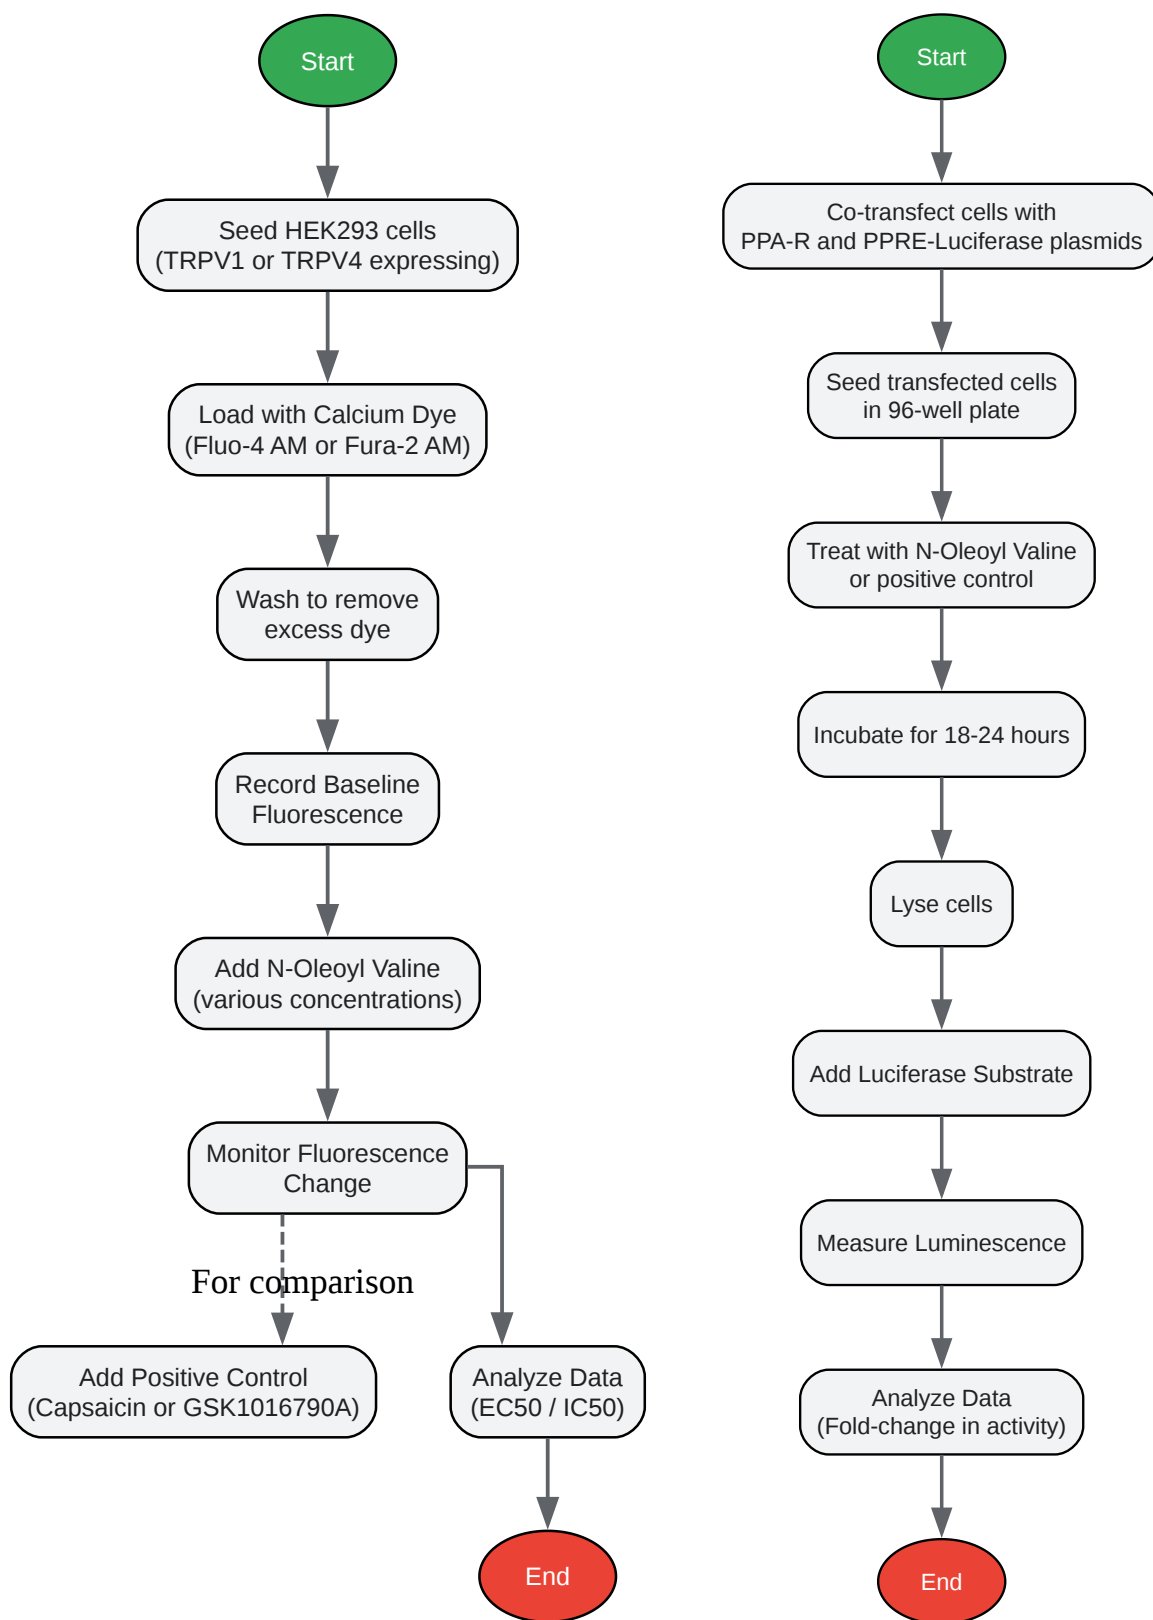 Start
Seed HEK293 cells
(TRPV1 or TRPV4 expressing)
Load with Calcium Dye
(Fluo-4 AM or Fura-2 AM)
Wash to remove
excess dye
Record Baseline
Fluorescence
Add N-Oleoyl Valine
(various concentrations)
Monitor Fluorescence
Change
For comparison
Add Positive Control
(Capsaicin or GSK1016790A)
Analyze Data
(EC50 / IC50)
End
Start
Co-transfect cells with
PPA-R and PPRE-Luciferase plasmids
Seed transfected cells
in 96-well plate
Treat with N-Oleoyl Valine
or positive control
Incubate for 18-24 hours
Lyse cells
Add Luciferase Substrate
Measure Luminescence
Analyze Data
(Fold-change in activity)
End